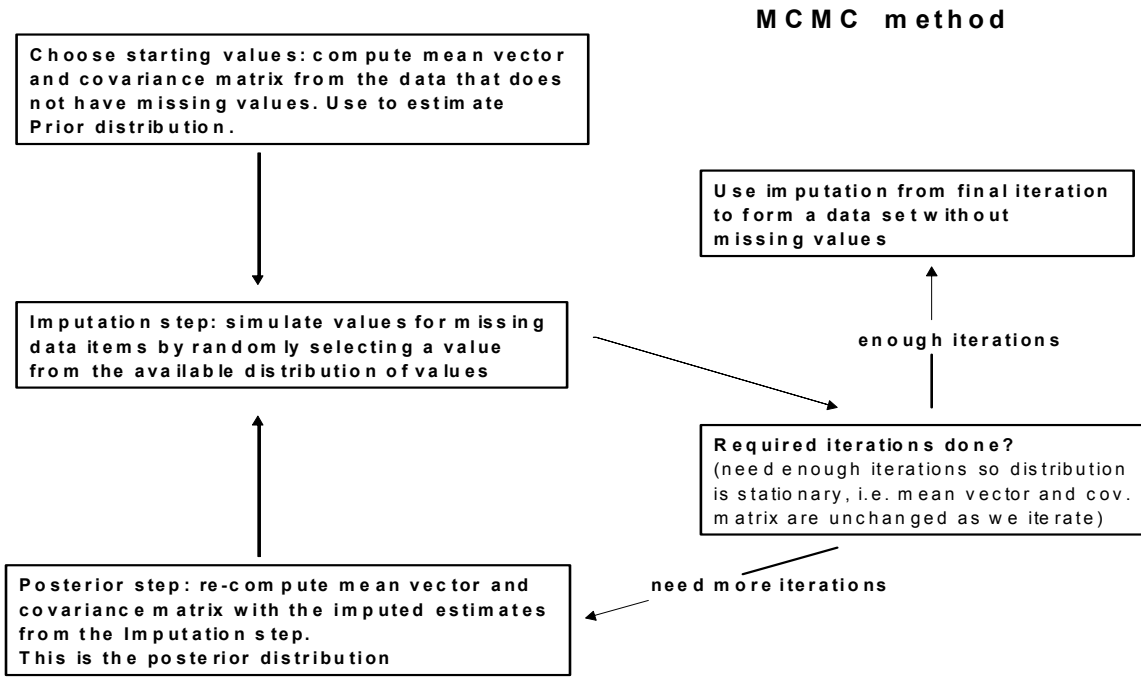 MCMC method
Choose starting values: compute mean vector
and covariance matrix from the data that does
not have missing values. Use to estimate
Prior distribution.
Use imputation from final iteration
to form a data set without
missing values
Imputation step: simulate values for missing
data items by randomly selecting a value
from the available distribution of values
enough iterations
Required iterations done?
(need enough iterations so distribution
is stationary, i.e. mean vector and cov.
matrix are unchanged as we iterate)
need more iterations
Posterior step: re-compute mean vector and
covariance matrix with the imputed estimates
from the Imputation step.
This is the posterior distribution